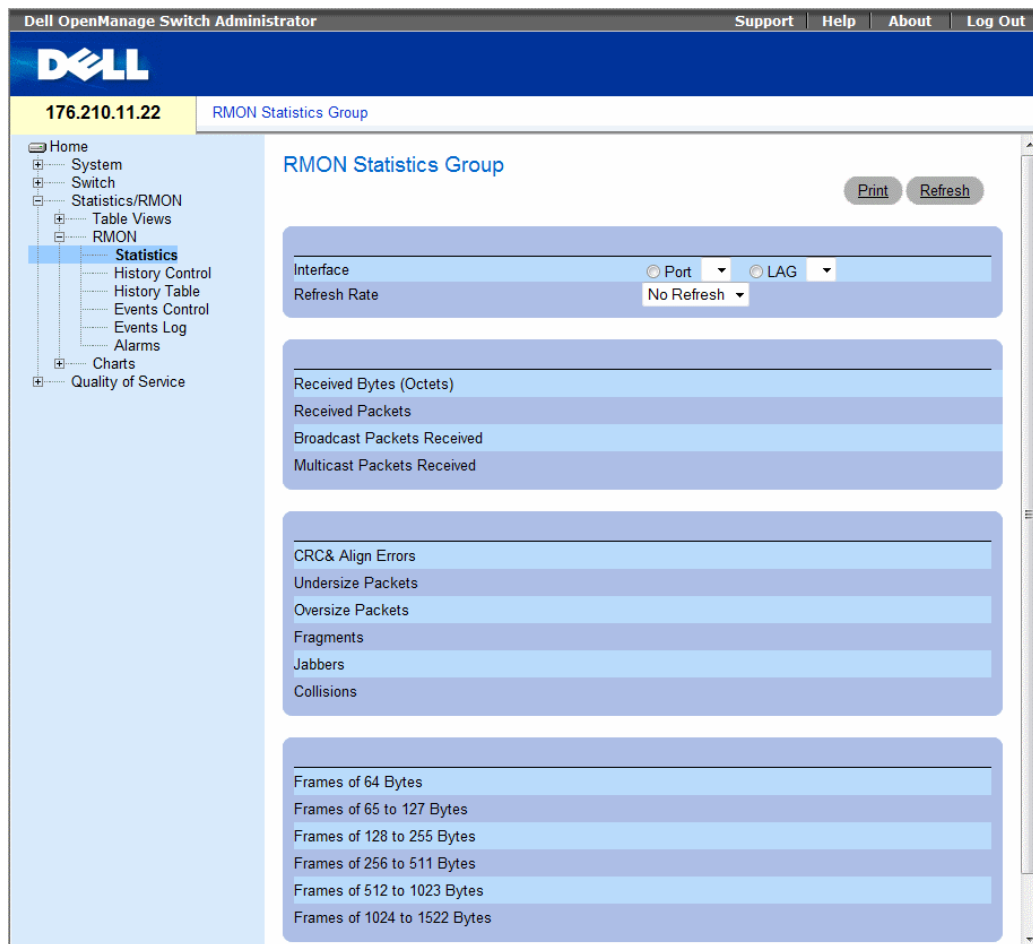 Dell OpenManage Switch Administrator Support Help About Log Out
DELL
176.210.11.22 RMON Statistics Group
Home
System
Switch
Statistics/RMON
Table Views
RMON
Statistics
History Control
History Table
Events Control
Events Log
Alarms
Charts
Quality of Service
RMON Statistics Group
Print Refresh
Interface Port LAG
Refresh Rate No Refresh
Received Bytes (Octets)
Received Packets
Broadcast Packets Received
Multicast Packets Received
CRC& Align Errors
Undersize Packets
Oversize Packets
Fragments
Jabbers
Collisions
Frames of 64 Bytes
Frames of 65 to 127 Bytes
Frames of 128 to 255 Bytes
Frames of 256 to 511 Bytes
Frames of 512 to 1023 Bytes
Frames of 1024 to 1522 Bytes